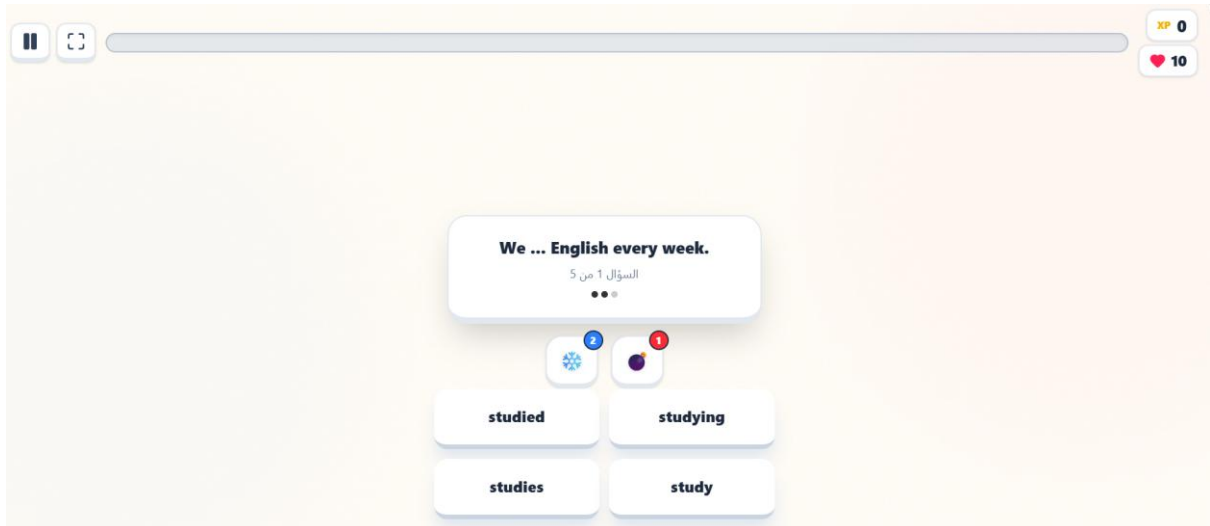 XP 0
10
We ... English every week.
السؤال 1 من 5
2
1
studied
studying
studies
study